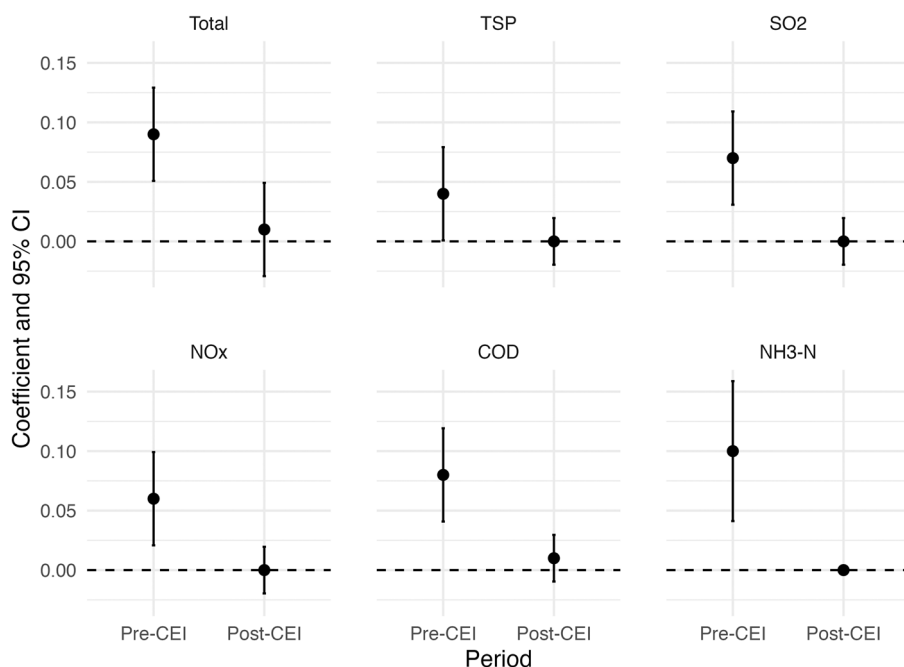 Total
TSP
SO2
0.15
0.10
0.05
0.00
NOx
COD
NH3-N
0.15
0.10
0.05
0.00
Pre-CEI
Post-CEI
Pre-CEI
Post-CEI
Pre-CEI
Post-CEI
Period
Coefficient and 95% CI